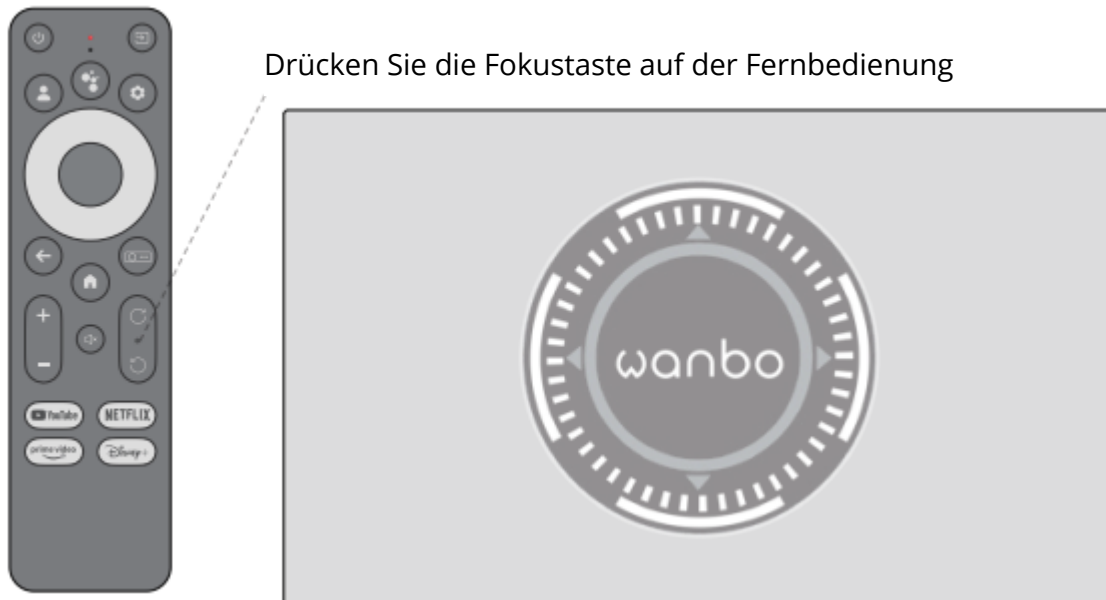 Drücken Sie die Fokustaste auf der Fernbedienung
wanbo
+
-
YouTube NETFLIX
prime video Disney+